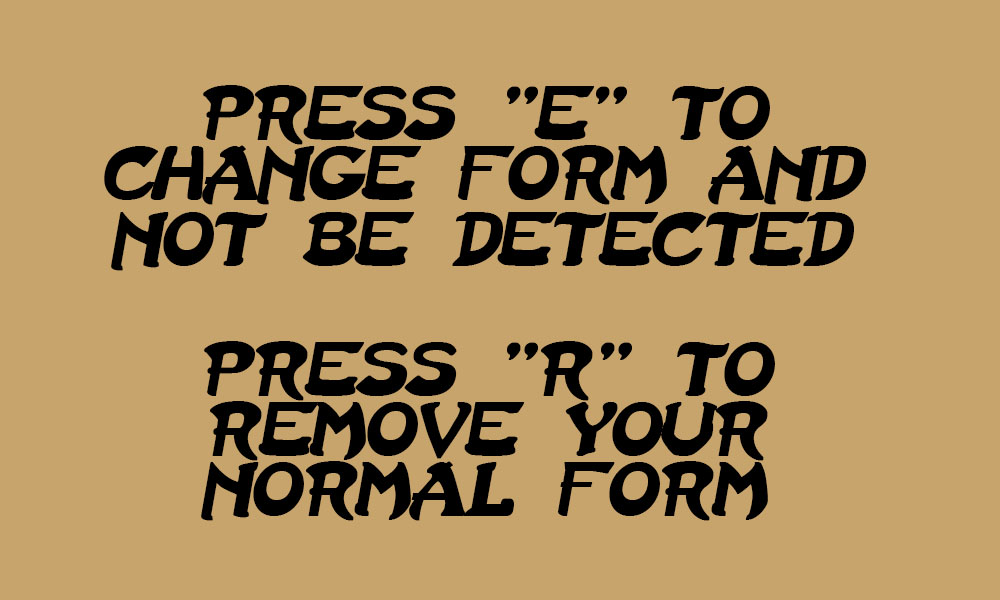 PRESS "E" TO
CHANGE FORM AND
NOT BE DETECTED
PRESS "R" TO
REMOVE YOUR
NORMAL FORM